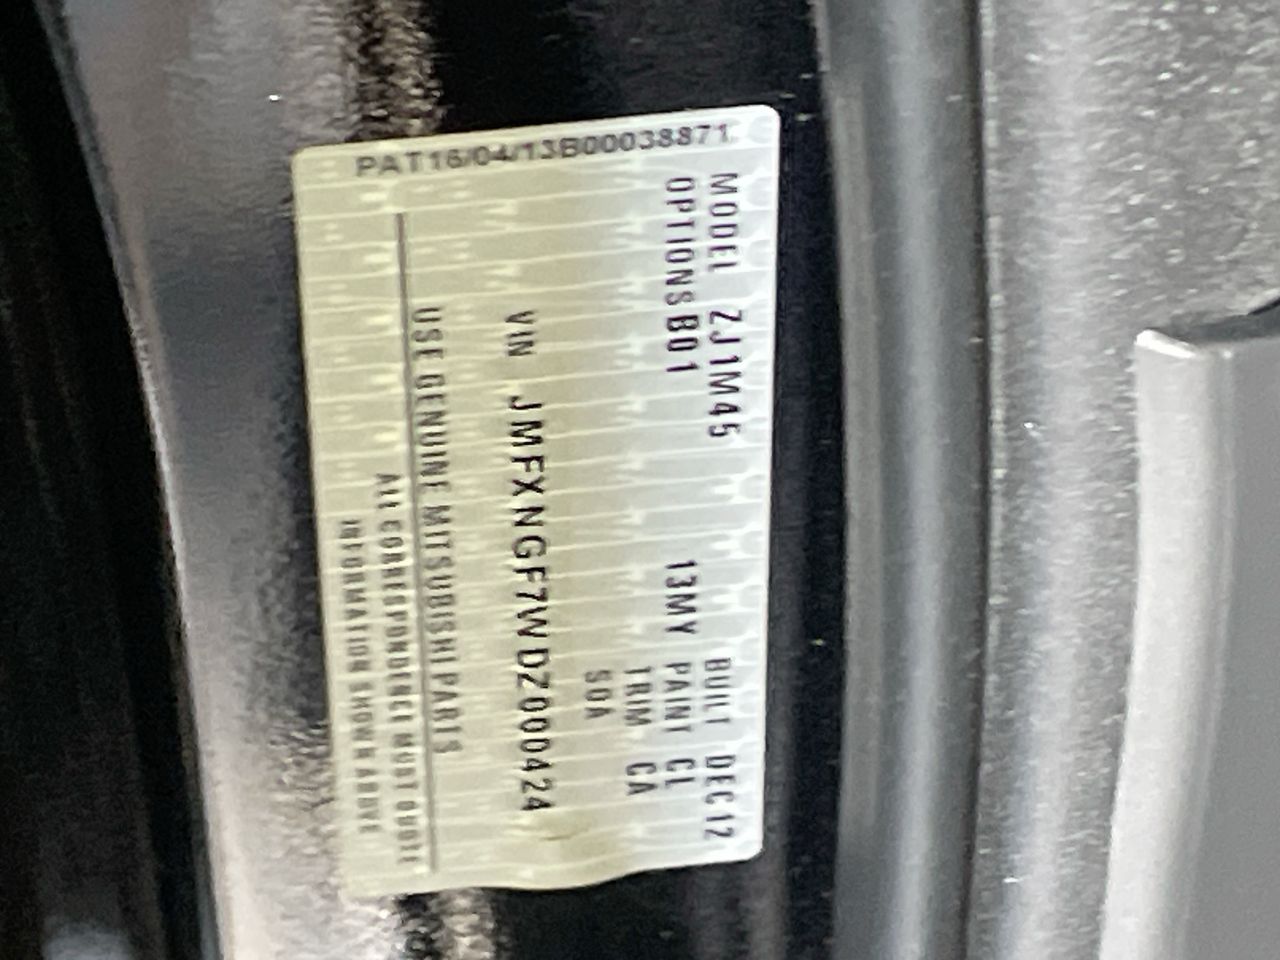 PAT16/04/13B00038871
MODEL ZJ1M45 BUILT DEC12
OPTIONS B01 13MY PAINT CL
TRIM CA
SOA
VIN JMFXNGF7WDZ000424
USE GENUINE MITSUBISHI PARTS
ALL CORRESPONDENCE MUST QUOTE
INFORMATION SHOWN ABOVE